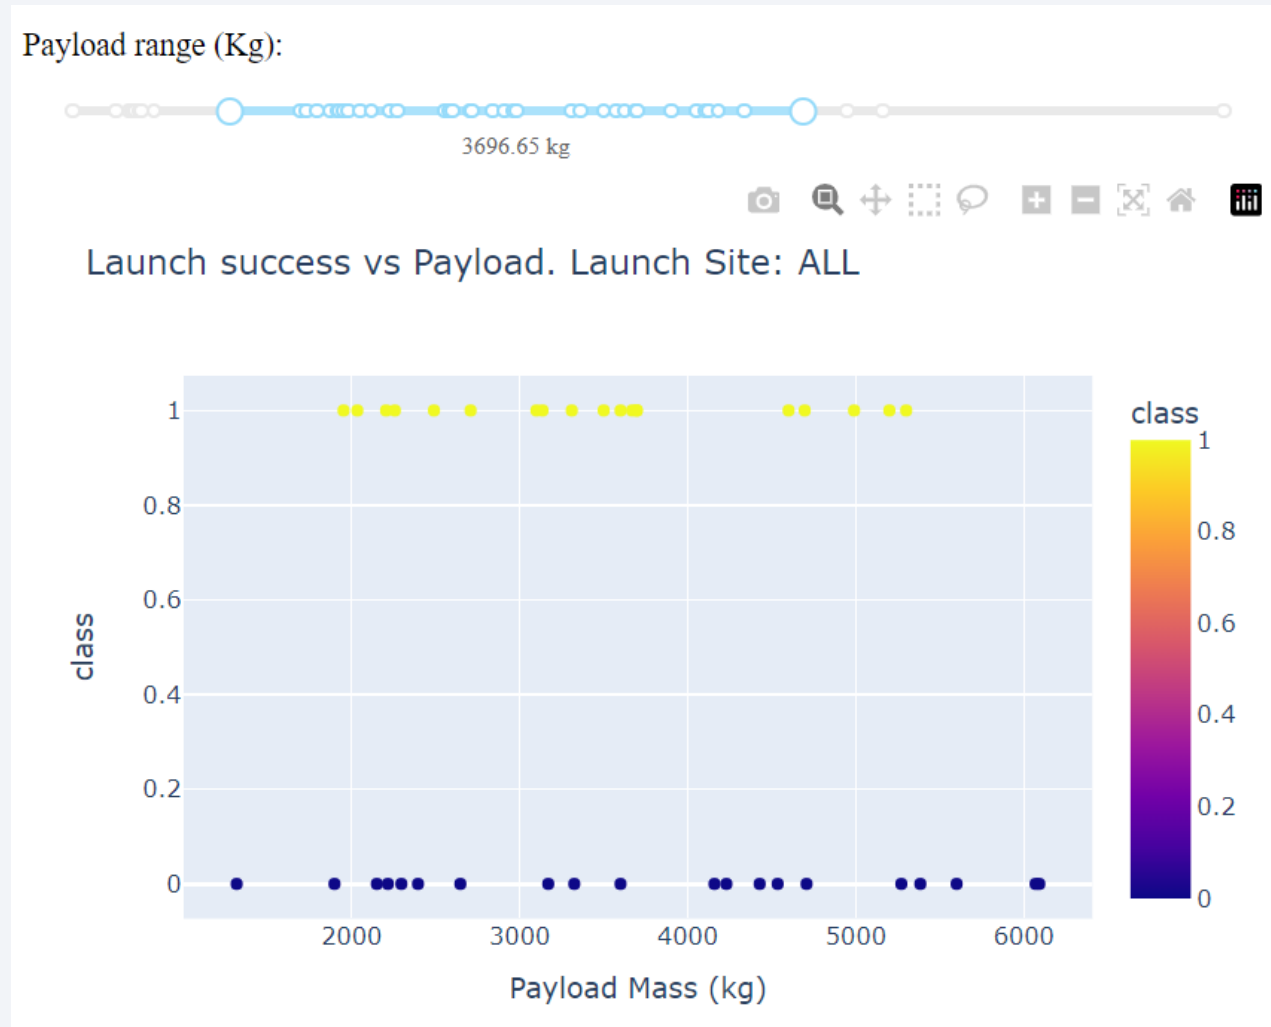 Payload range (Kg):
3696.65 kg
Launch success vs Payload. Launch Site: ALL
class
1
0.8
0.6
0.4
0.2
0
2000 3000 4000 5000 6000
Payload Mass (kg)
class
1
0.8
0.6
0.4
0.2
0